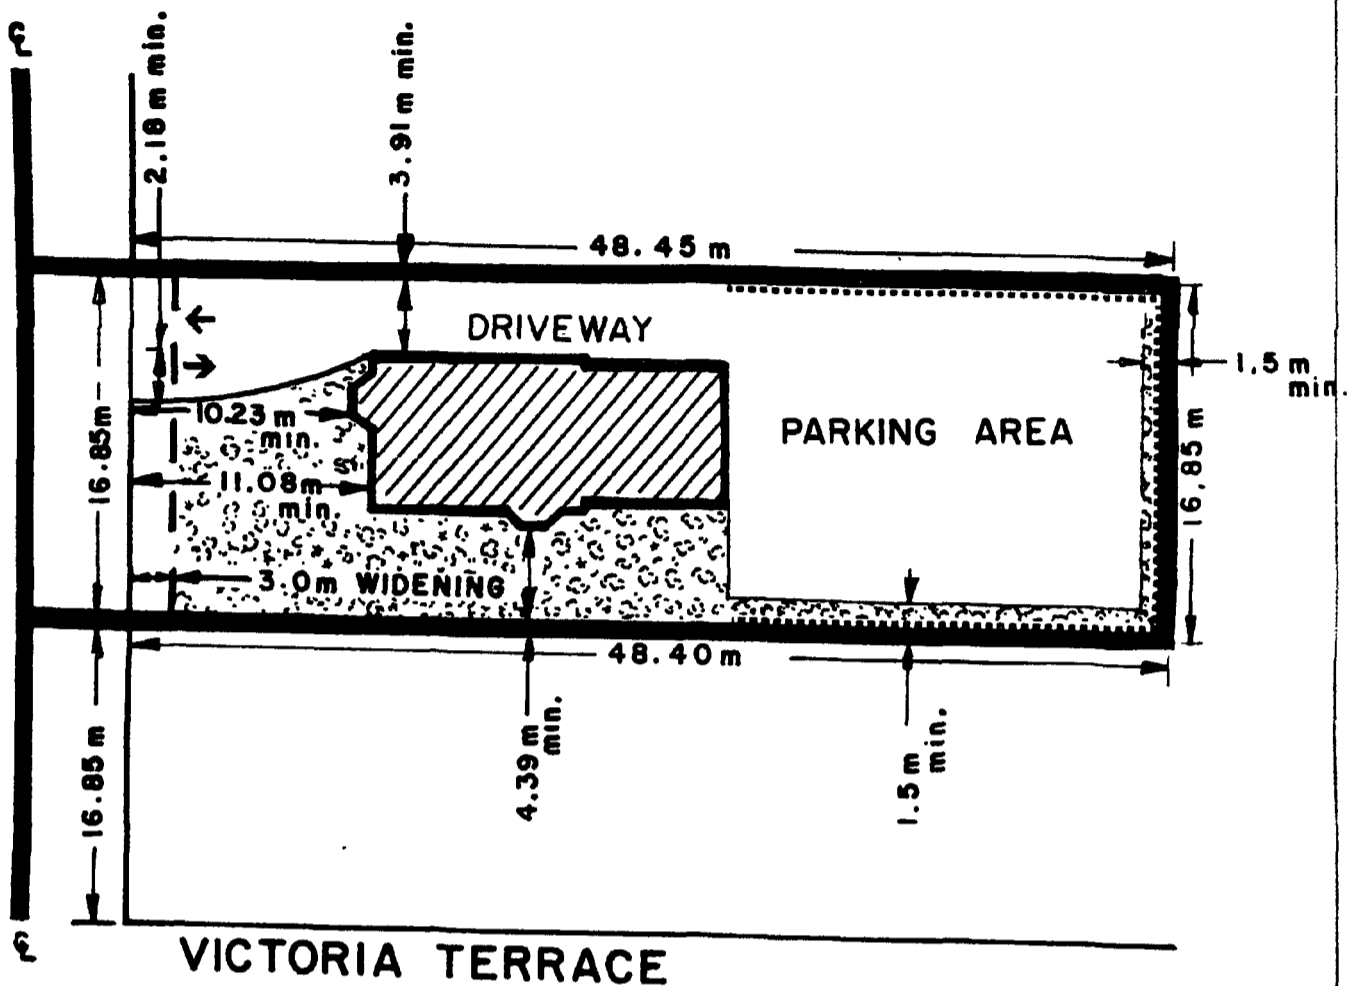 ℄
2.18 m min.
3.91 m min.
48.45 m
DRIVEWAY
1.5 m
min.
10.23 m
min.
PARKING AREA
16.85m
11.08m
min.
16.85 m
3.0m WIDENING
48.40 m
4.39 m
min.
1.5 m
min.
16.85 m
℄
VICTORIA TERRACE